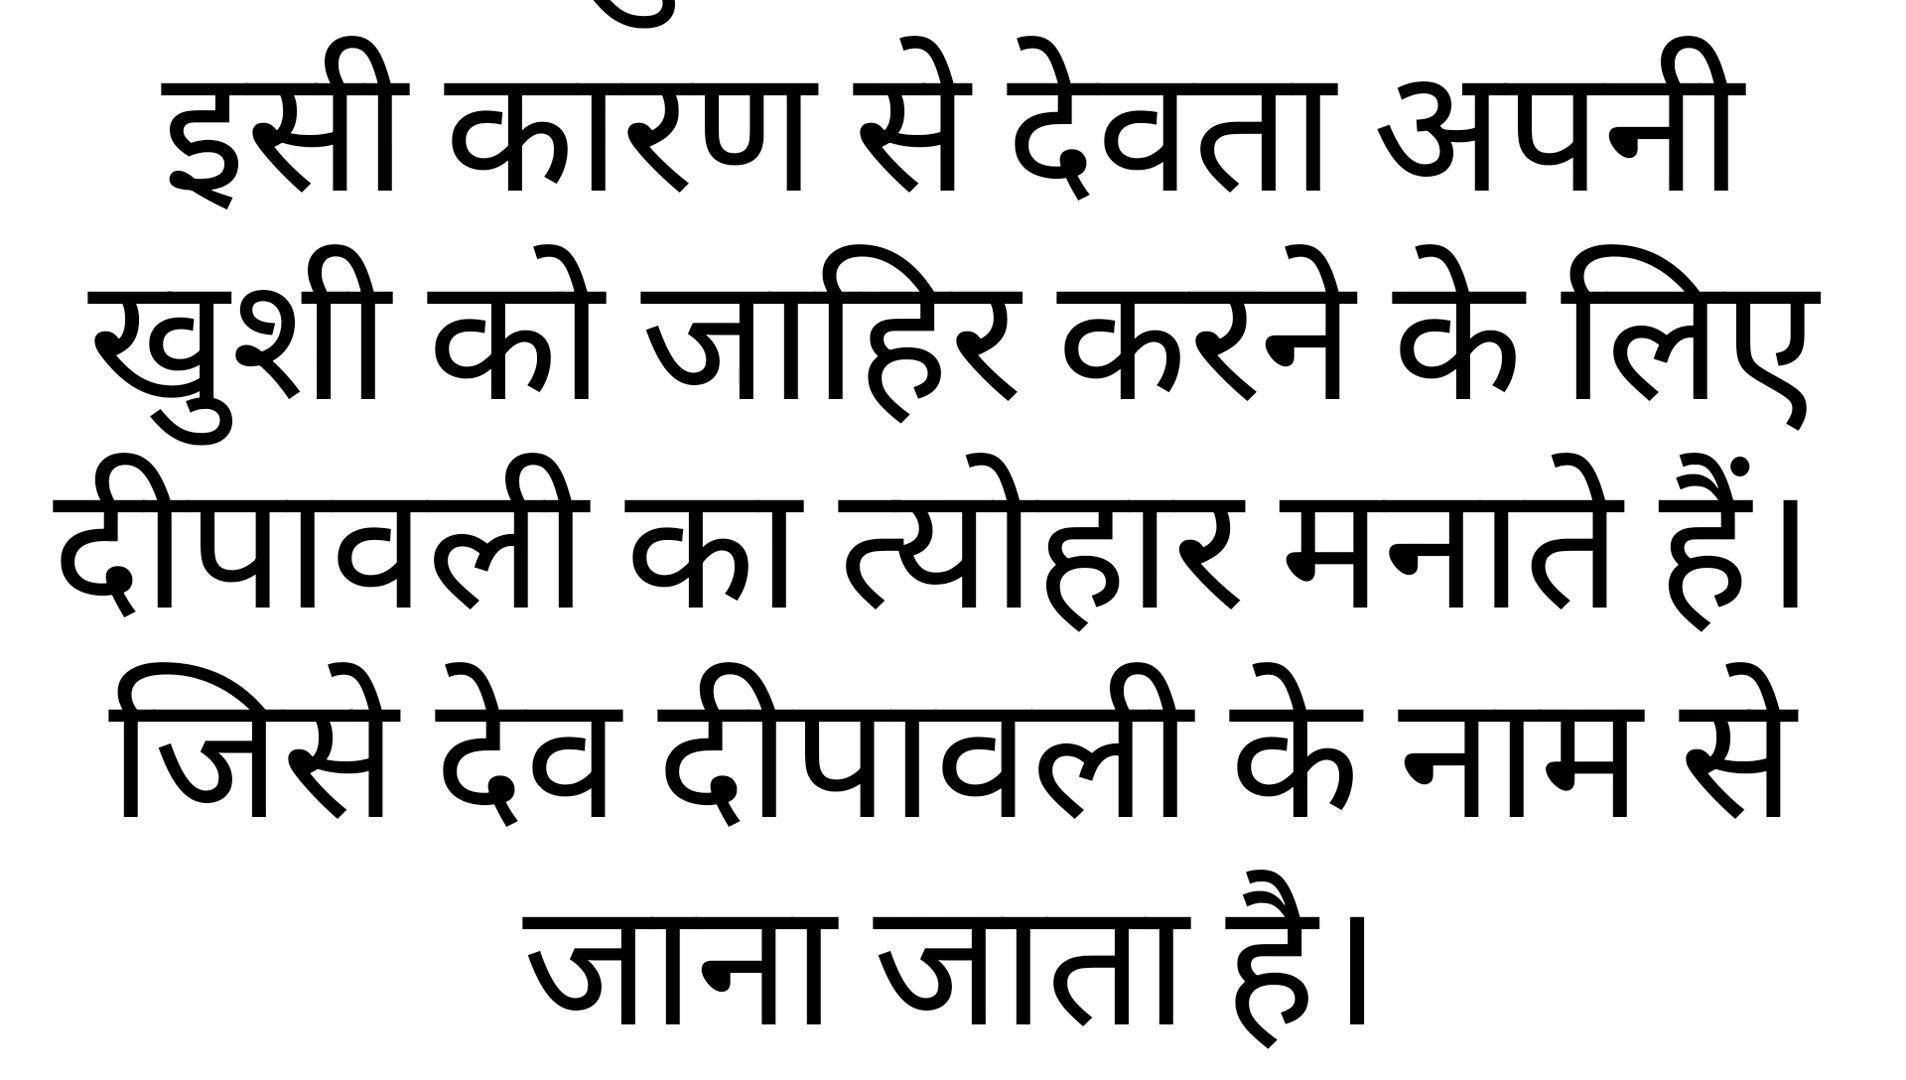 इसी कारण से देवता अपनी
खुशी को जाहिर करने के लिए
दीपावली का त्योहार मनाते हैं।
जिसे देव दीपावली के नाम से
जाना जाता है।